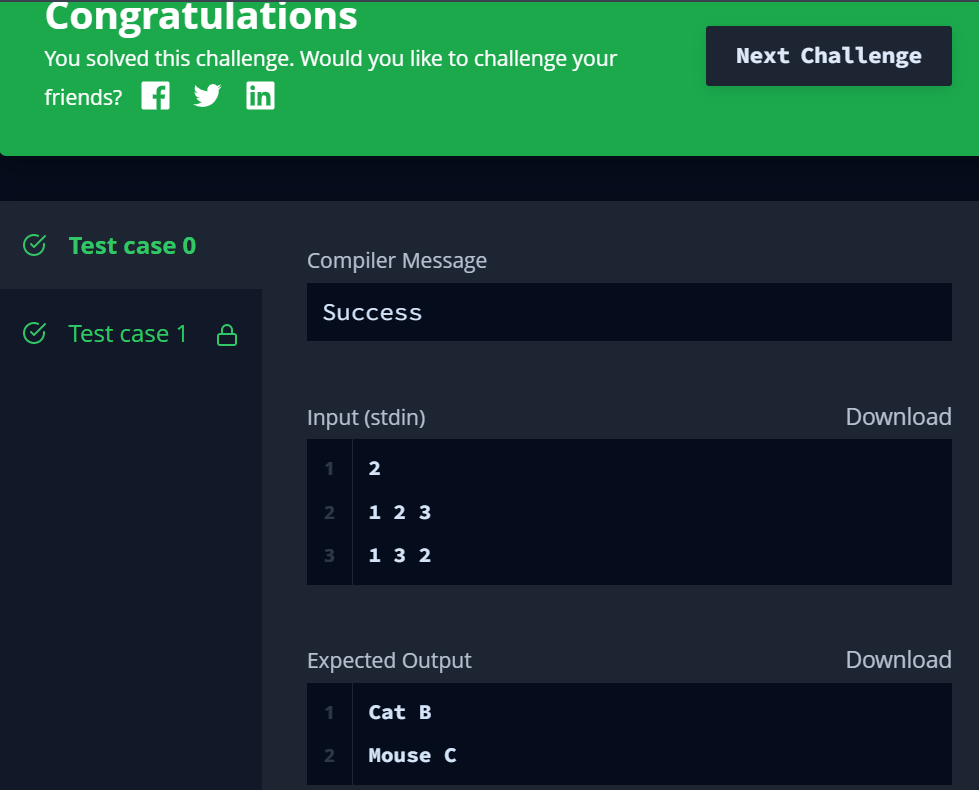 Congratulations
You solved this challenge. Would you like to challenge your
friends?
Next Challenge
Test case 0
Test case 1
Compiler Message
Success
Input (stdin)
Download
1 2
2 1 2 3
3 1 3 2
Expected Output
Download
1 Cat B
2 Mouse C